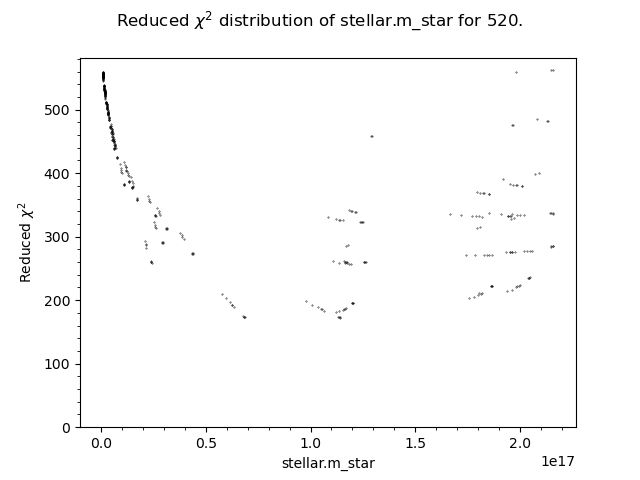 Reduced χ² distribution of stellar.m_star for 520.
Reduced χ²
500
400
300
200
100
0
0.0 0.5 1.0 1.5 2.0
1e17
stellar.m_star